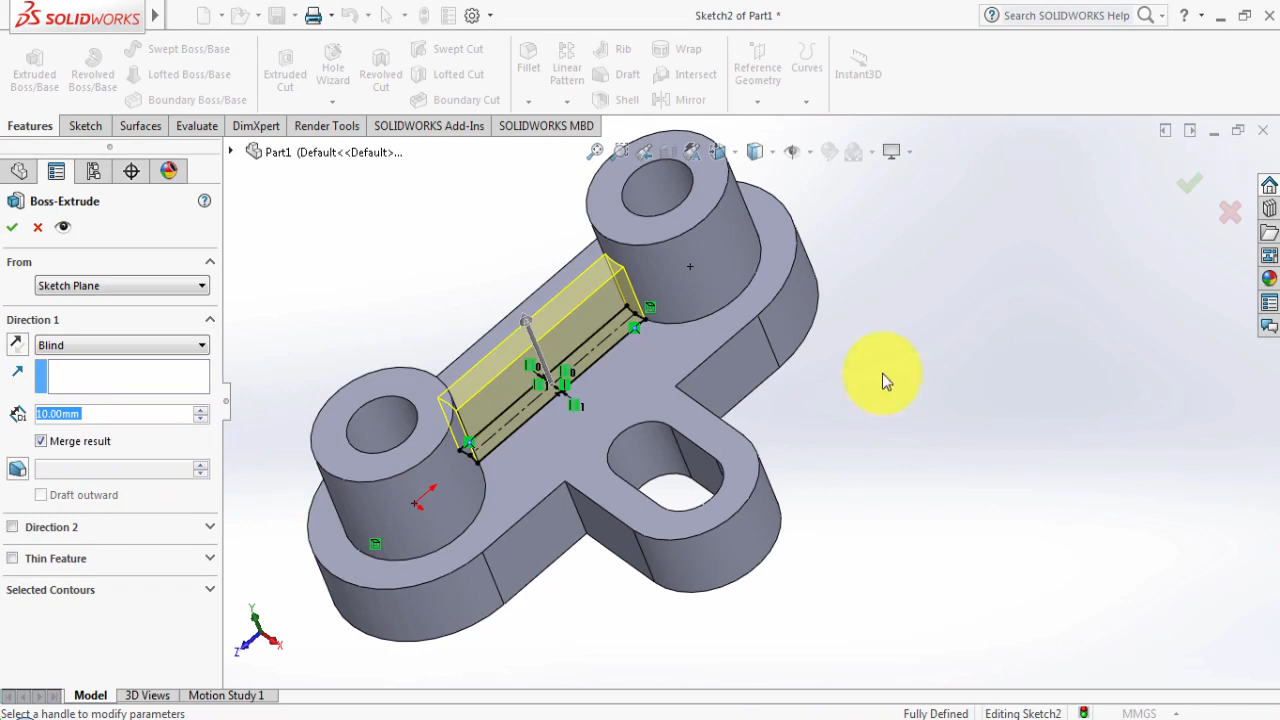 SOLIDWORKS
Sketch2 of Part1 *
Search SOLIDWORKS Help
?
Extruded Boss/Base
Revolved Boss/Base
Swept Boss/Base
Lofted Boss/Base
Boundary Boss/Base
Extruded Cut
Hole Wizard
Revolved Cut
Swept Cut
Lofted Cut
Boundary Cut
Fillet
Linear Pattern
Rib
Draft
Shell
Wrap
Intersect
Mirror
Reference Geometry
Curves
Instant3D
Features
Sketch
Surfaces
Evaluate
DimXpert
Render Tools
SOLIDWORKS Add-Ins
SOLIDWORKS MBD
Part1 (Default<<Default>...
Boss-Extrude
From
Sketch Plane
Direction 1
Blind
D1
10.00mm
Merge result
Draft outward
Direction 2
Thin Feature
Selected Contours
Y
X
Z
Model
3D Views
Motion Study 1
Select a handle to modify parameters
Fully Defined
Editing Sketch2
MMGS